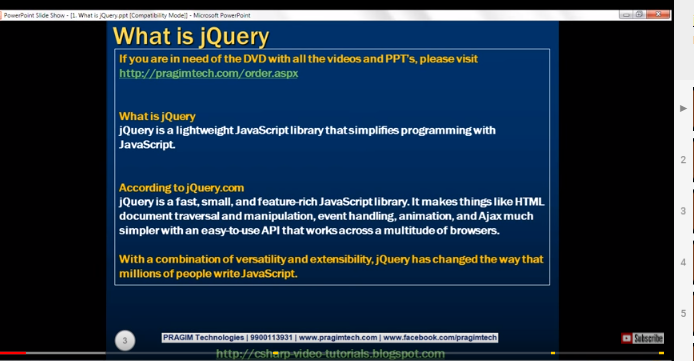 PowerPoint Slide Show - [1. What is jQuery.ppt [Compatibility Mode]] - Microsoft PowerPoint
What is jQuery
If you are in need of the DVD with all the videos and PPT's, please visit
http://pragimtech.com/order.aspx
What is jQuery
jQuery is a lightweight JavaScript library that simplifies programming with
JavaScript.
According to jQuery.com
jQuery is a fast, small, and feature-rich JavaScript library. It makes things like HTML
document traversal and manipulation, event handling, animation, and Ajax much
simpler with an easy-to-use API that works across a multitude of browsers.
With a combination of versatility and extensibility, jQuery has changed the way that
millions of people write JavaScript.
3
PRAGIM Technologies | 9900113931 | www.pragimtech.com | www.facebook.com/pragimtech
Subscribe
http://csharp-video-tutorials.blogspot.com
2
3
4
5